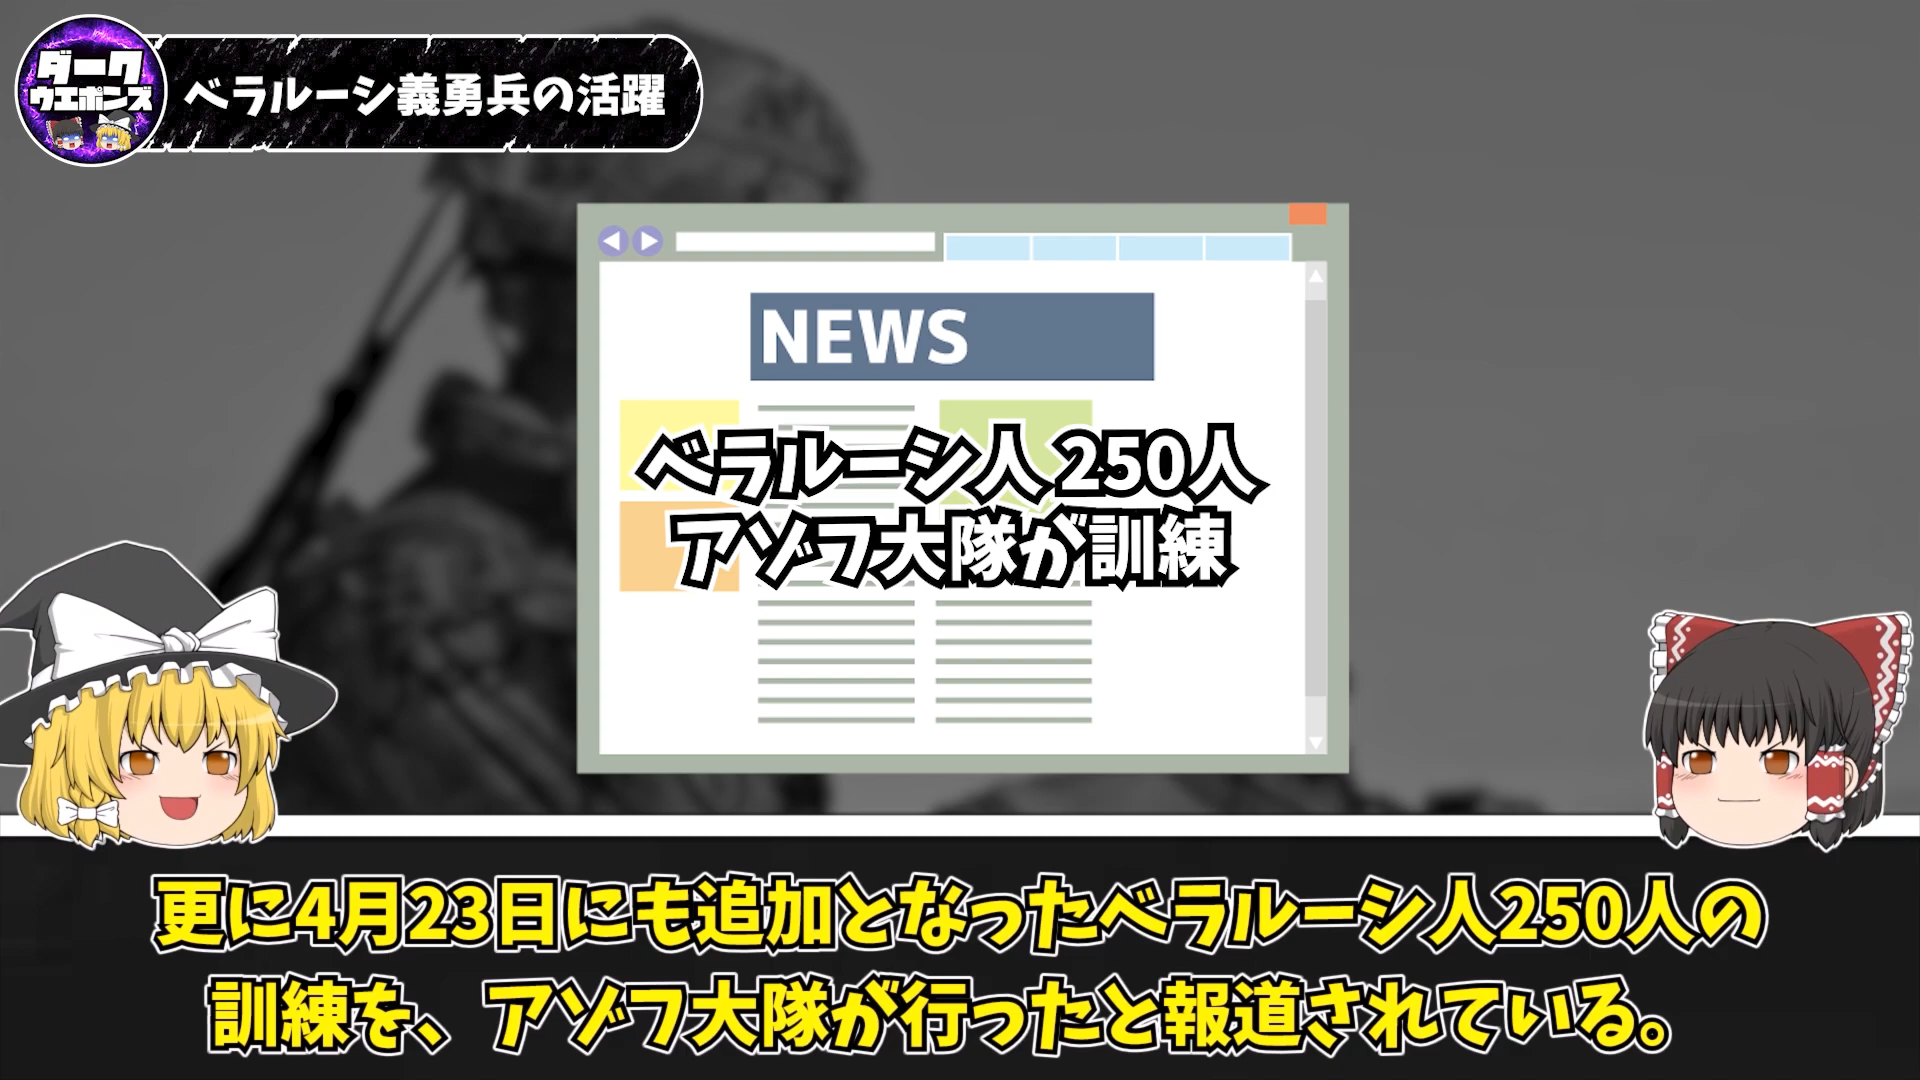 ダーク
ウエポンズ
ベラルーシ義勇兵の活躍
NEWS
ベラルーシ人 250人
アゾフ大隊が訓練
更に4月23日にも追加となったベラルーシ人250人の
訓練を、アゾフ大隊が行ったと報道されている。